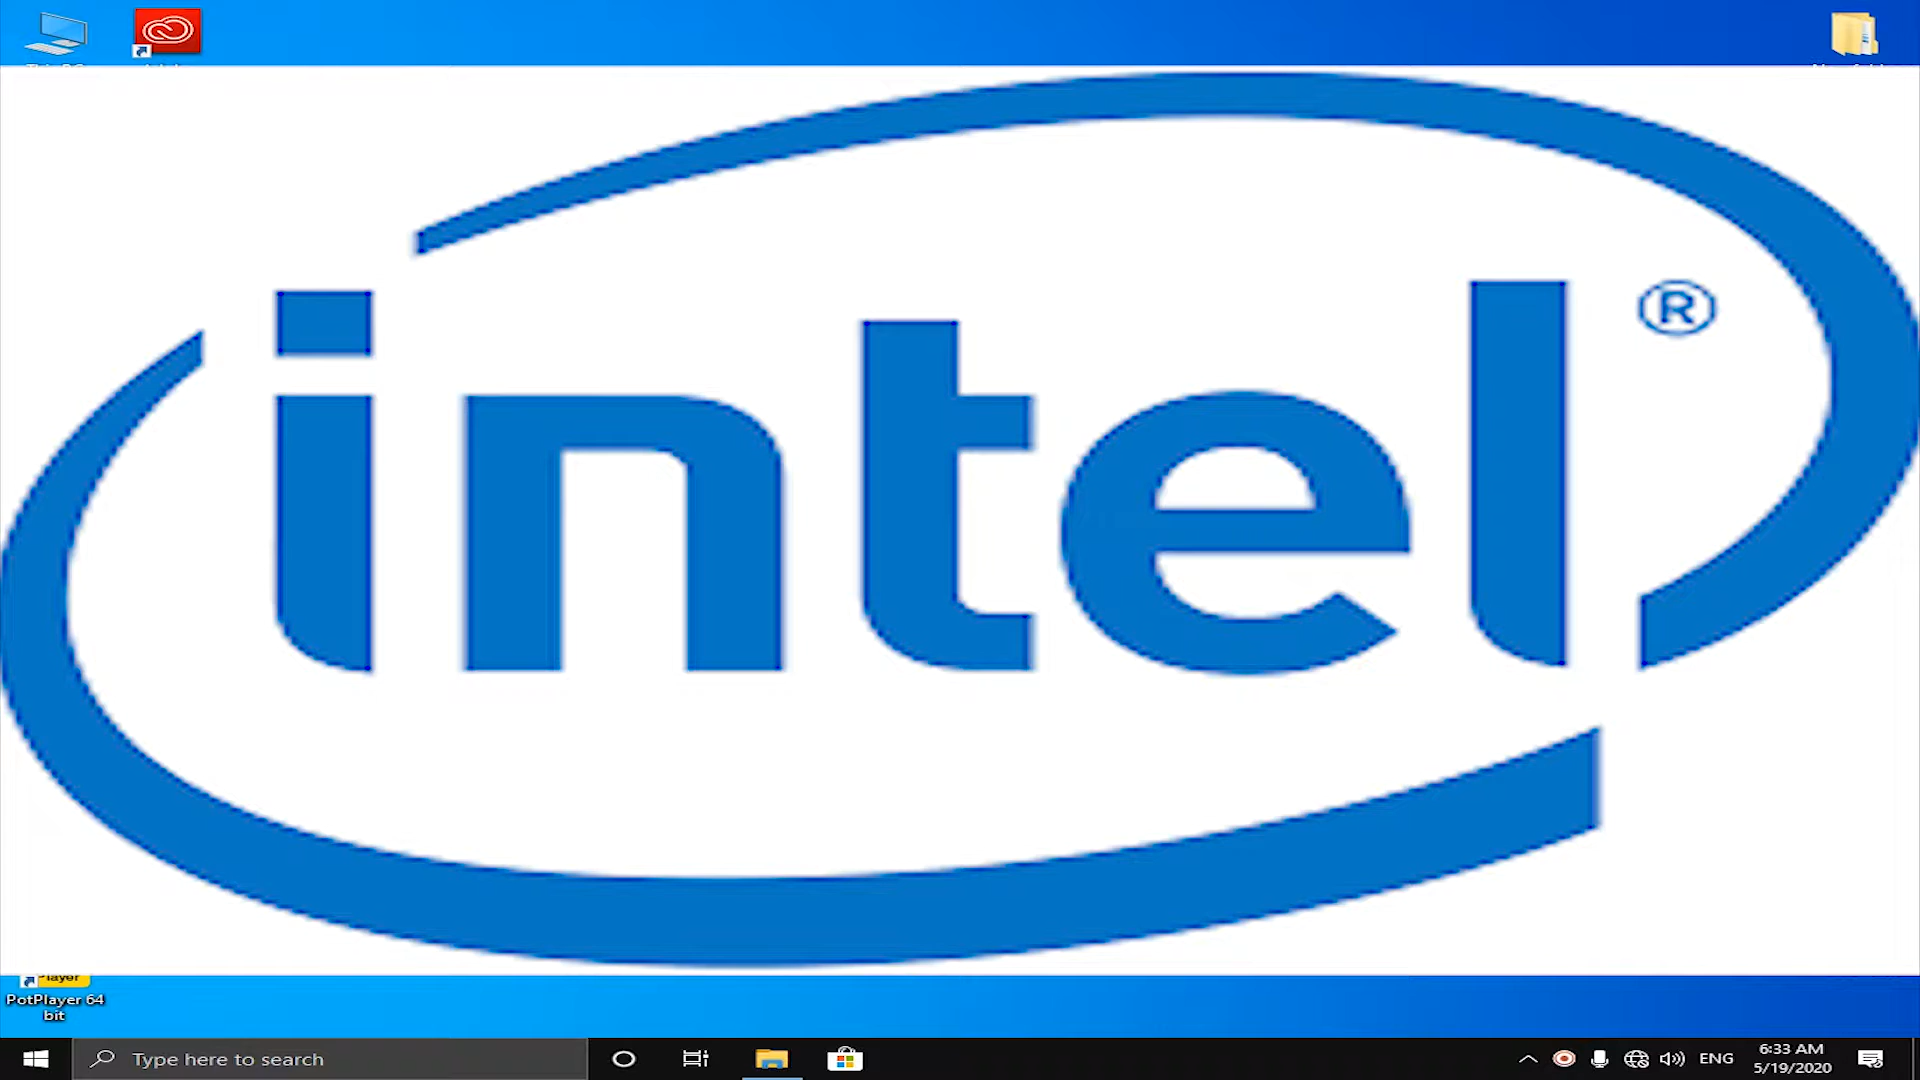 intel
®
Player
PotPlayer 64
bit
Type here to search
ENG
6:33 AM
5/19/2020